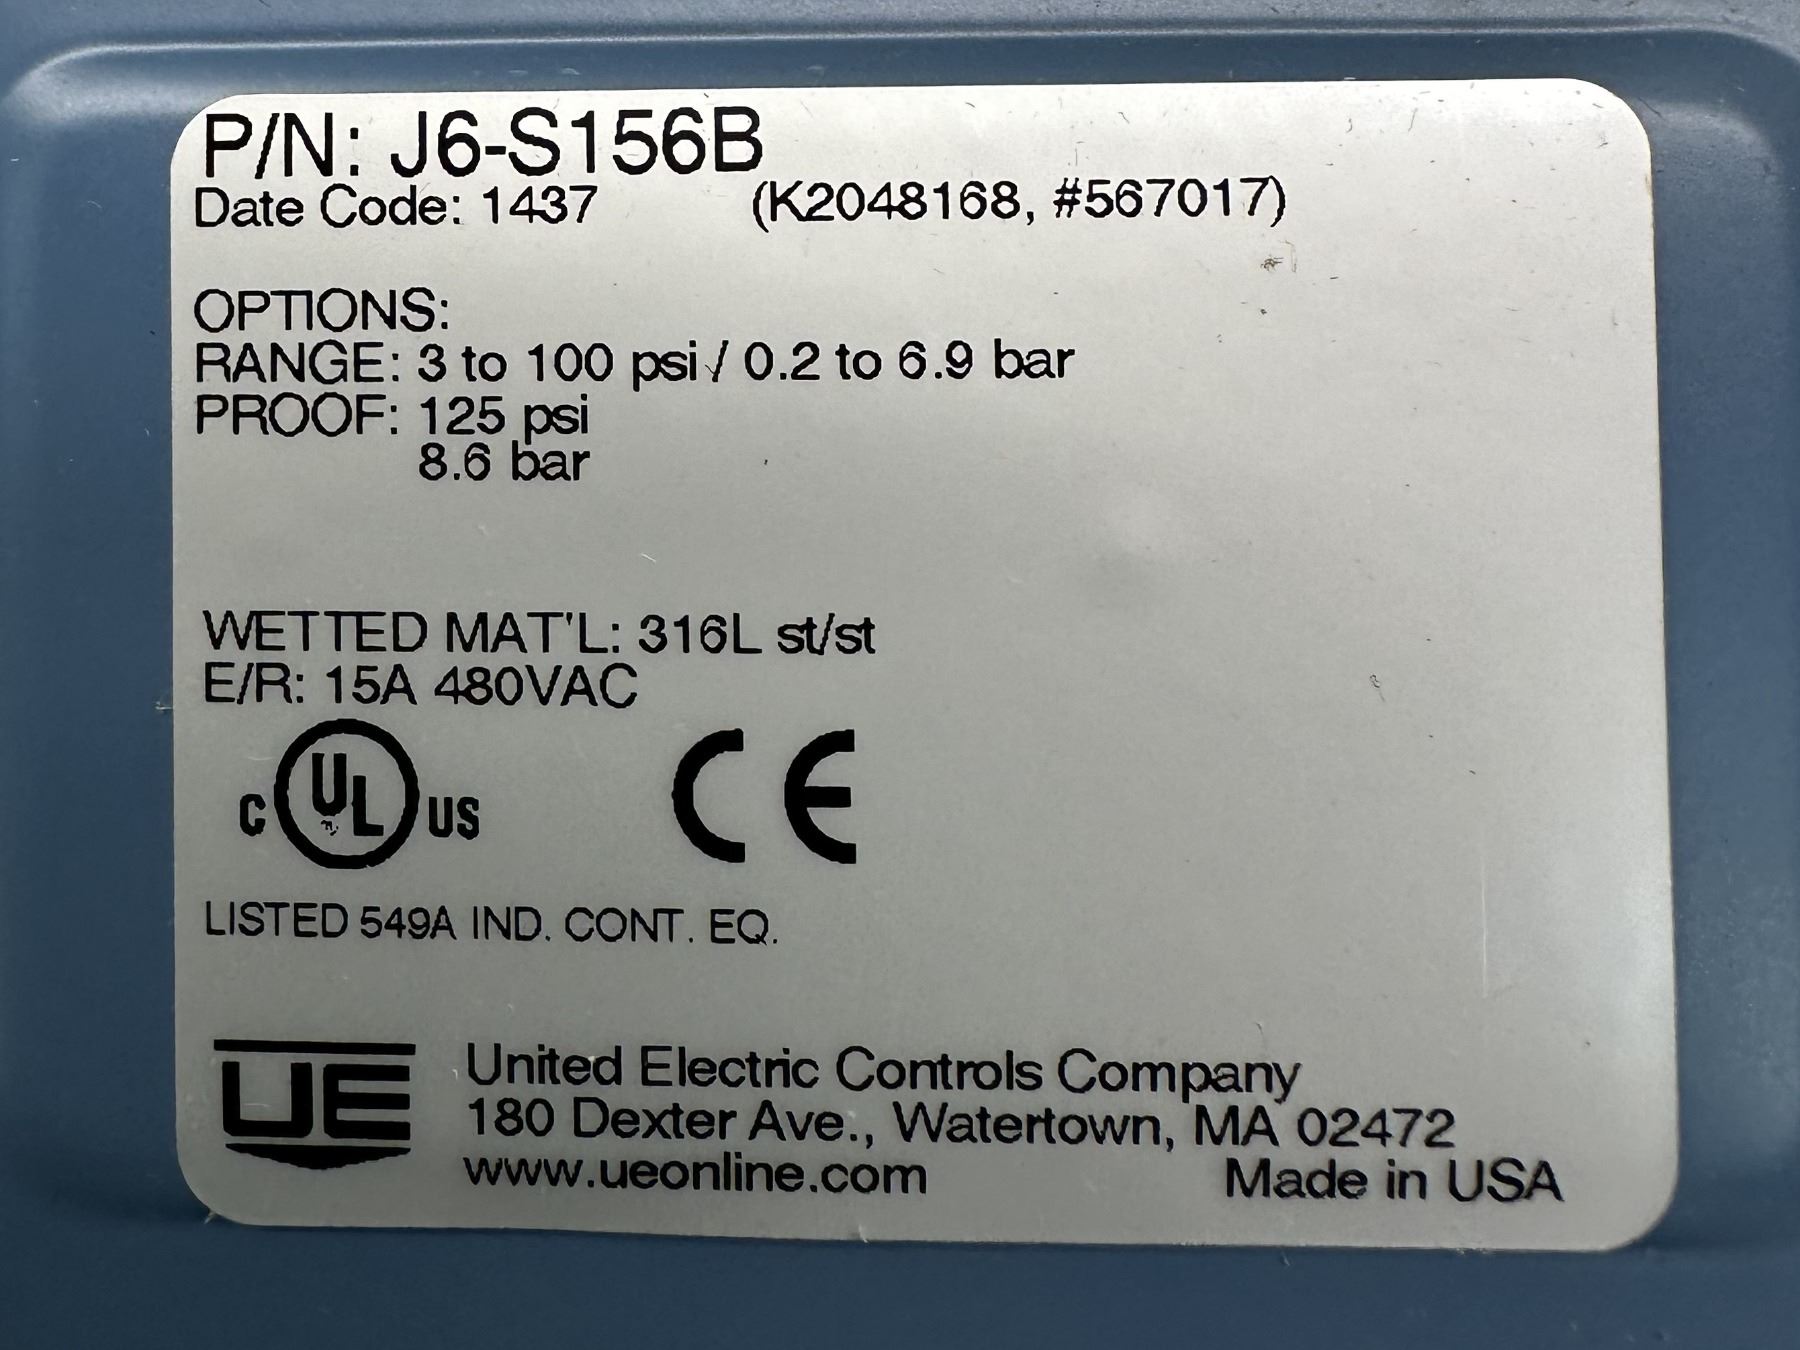 P/N: J6-S156B
Date Code: 1437 (K2048168, #567017)
OPTIONS:
RANGE: 3 to 100 psi / 0.2 to 6.9 bar
PROOF: 125 psi
8.6 bar
WETTED MAT'L: 316L st/st
E/R: 15A 480VAC
C UL US CE
LISTED 549A IND. CONT. EQ.
UE
United Electric Controls Company
180 Dexter Ave., Watertown, MA 02472
www.ueonline.com Made in USA